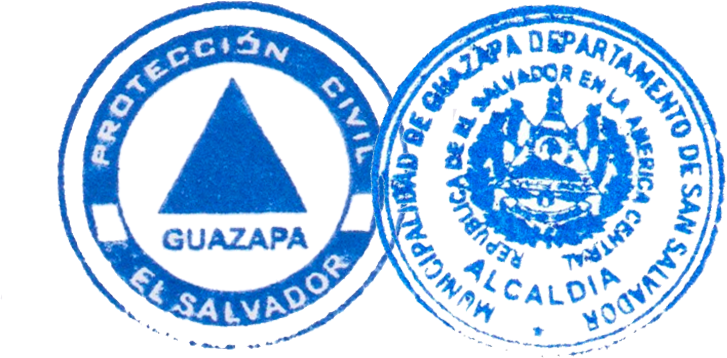 PROTECCIÓN CIVIL
GUAZAPA
EL SALVADOR
MUNICIPALIDAD DE GUAZAPA DEPARTAMENTO DE SAN SALVADOR
REPUBLICA DE EL SALVADOR EN LA AMERICA CENTRAL
ALCALDIA